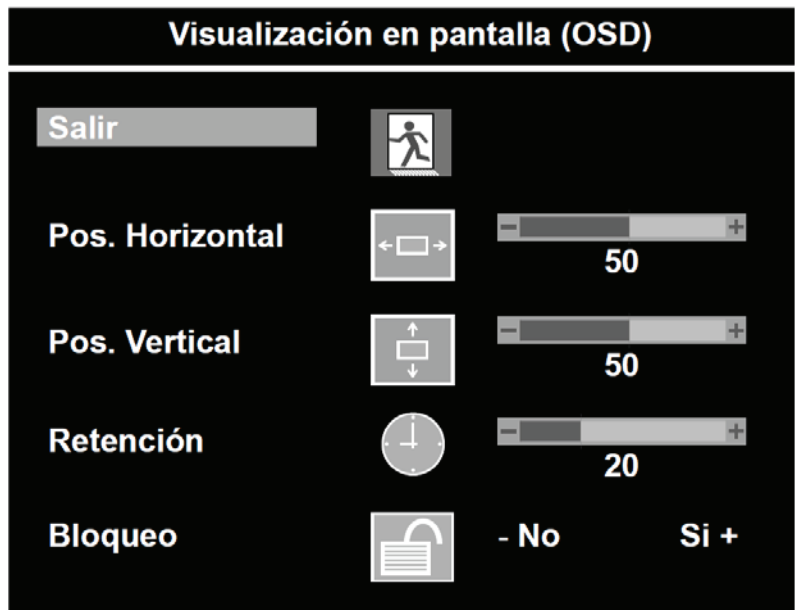 Visualización en pantalla (OSD)
Salir
Pos. Horizontal
- +
50
Pos. Vertical
- +
50
Retención
- +
20
Bloqueo - No Si +